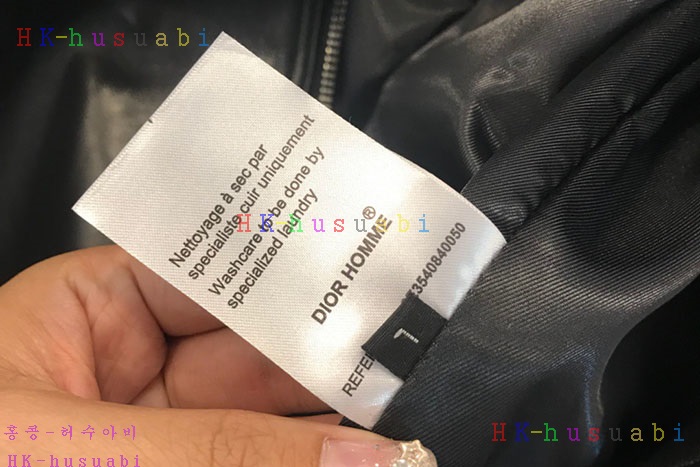 HK-husuabi
Nettoyage à sec par
specialiste cuir uniquement
Washcare to be done by
specialized laundry
HK-husuabi
DIOR HOMME®
3540840050
홍콩-허수아비
HK-husuabi
HK-husuabi